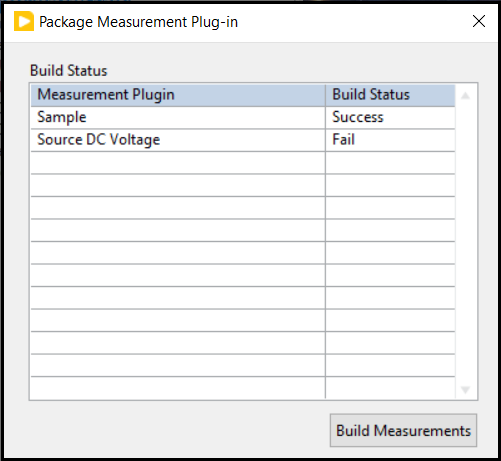 Package Measurement Plug-in
Build Status
Measurement Plugin Build Status
Sample Success
Source DC Voltage Fail
Build Measurements